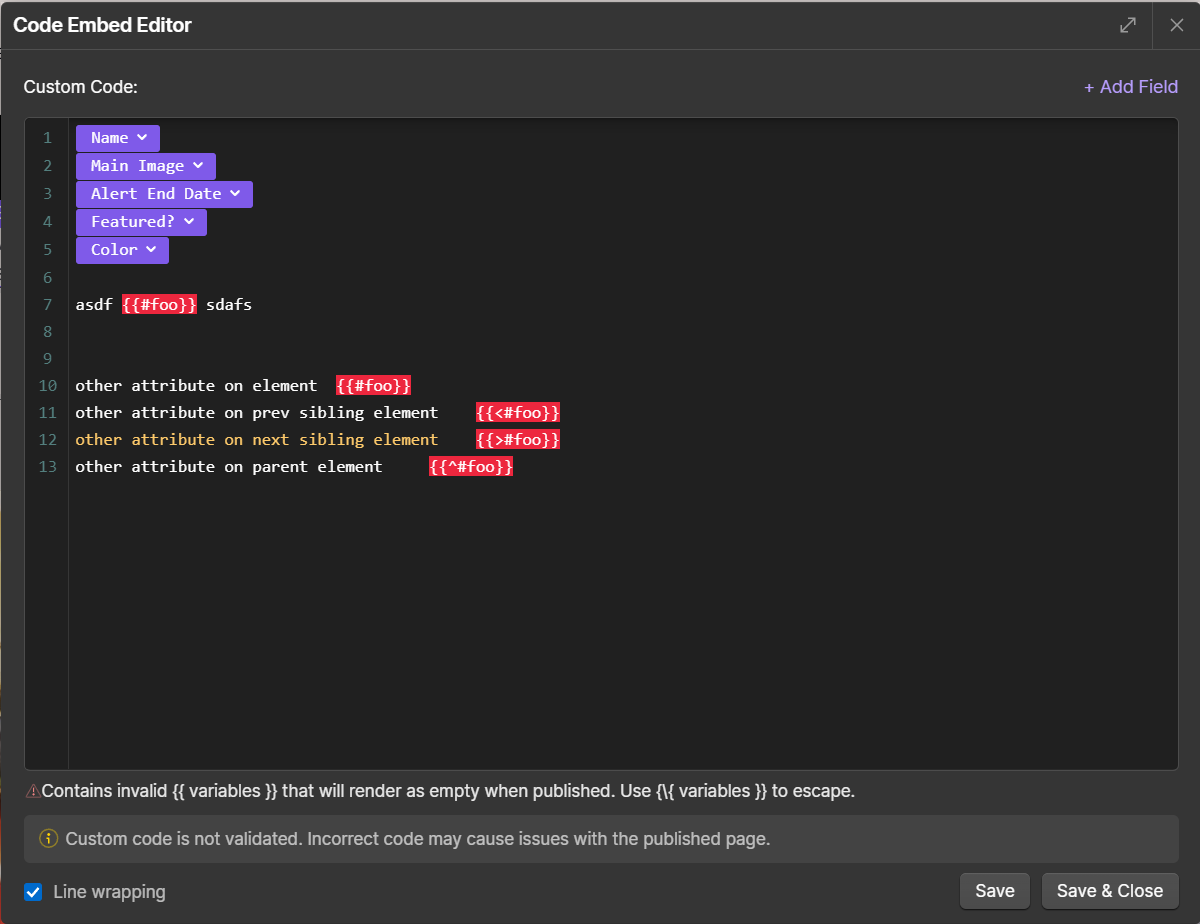 Code Embed Editor
Custom Code:
+ Add Field
1 Name
2 Main Image
3 Alert End Date
4 Featured?
5 Color
6
7 asdf {{#foo}} sdafs
8
9
10 other attribute on element {{#foo}}
11 other attribute on prev sibling element {{<#foo}}
12 other attribute on next sibling element {{>#foo}}
13 other attribute on parent element {{^#foo}}
⚠Contains invalid {{ variables }} that will render as empty when published. Use {\{ variables }} to escape.
Custom code is not validated. Incorrect code may cause issues with the published page.
Line wrapping
Save
Save & Close